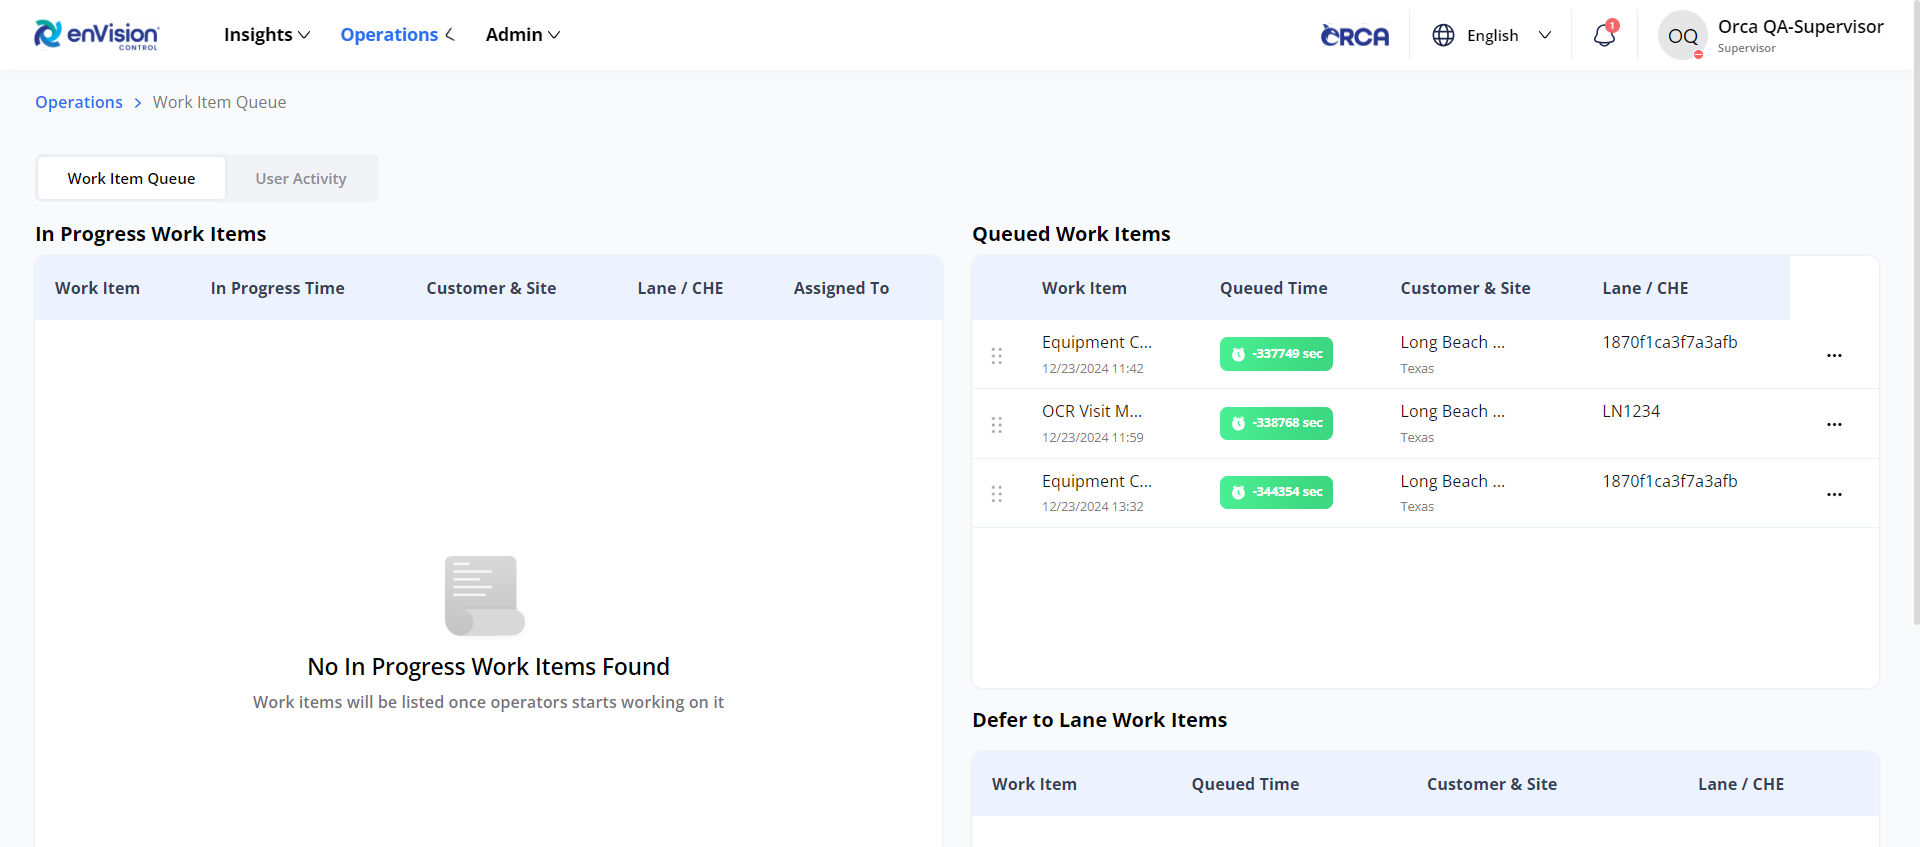 enVision
CONTROL
Insights
Operations
Admin
ORCA
English
1
OQ
Orca QA-Supervisor
Supervisor
Operations > Work Item Queue
Work Item Queue
User Activity
In Progress Work Items
Work Item
In Progress Time
Customer & Site
Lane / CHE
Assigned To
No In Progress Work Items Found
Work items will be listed once operators starts working on it
Queued Work Items
Work Item
Queued Time
Customer & Site
Lane / CHE
Equipment C...
12/23/2024 11:42
-337749 sec
Long Beach ...
Texas
1870f1ca3f7a3afb
...
OCR Visit M...
12/23/2024 11:59
-338768 sec
Long Beach ...
Texas
LN1234
...
Equipment C...
12/23/2024 13:32
-344354 sec
Long Beach ...
Texas
1870f1ca3f7a3afb
...
Defer to Lane Work Items
Work Item
Queued Time
Customer & Site
Lane / CHE